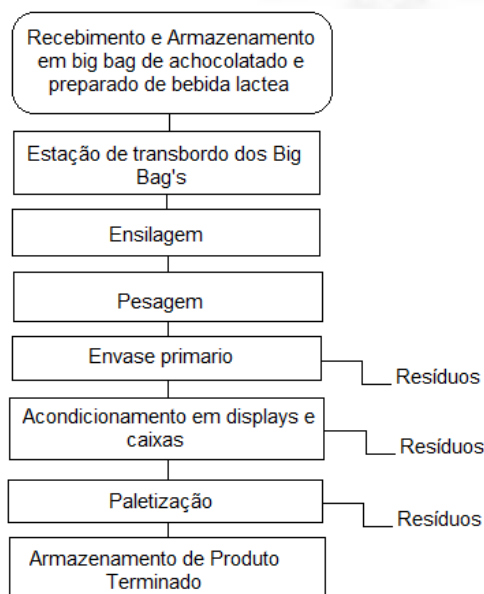 Recebimento e Armazenamento
em big bag de achocolatado e
preparado de bebida lactea
Estação de transbordo dos Big
Bag's
Ensilagem
Pesagem
Envase primario
Resíduos
Acondicionamento em displays e
caixas
Resíduos
Paletização
Resíduos
Armazenamento de Produto
Terminado